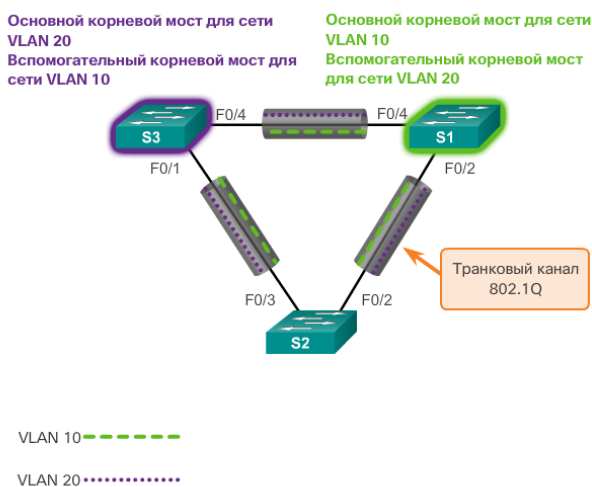 Основной корневой мост для сети
VLAN 20
Вспомогательный корневой мост для
сети VLAN 10
Основной корневой мост для сети
VLAN 10
Вспомогательный корневой мост
для сети VLAN 20
F0/4
F0/4
S3
S1
F0/1
F0/2
Транковый канал
802.1Q
F0/3
F0/2
S2
VLAN 10
VLAN 20